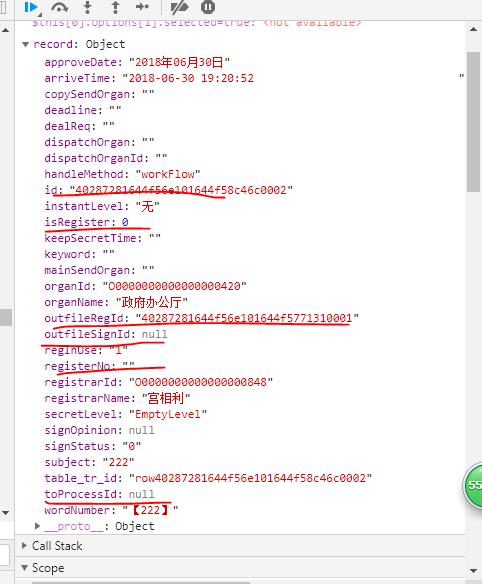 $this[0].options[1].selected=true: <not available>
record: Object
approveDate: "2018年06月30日"
arriveTime: "2018-06-30 19:20:52 "
copySendOrgan: ""
deadline: ""
dealReq: ""
dispatchOrgan: ""
dispatchOrganId: ""
handleMethod: "workFlow"
id: "40287281644f56e101644f58c46c0002"
instantLevel: "无"
isRegister: 0
keepSecretTime: ""
keyword: ""
mainSendOrgan: ""
organId: "O0000000000000000420"
organName: "政府办公厅"
outfileRegId: "40287281644f56e101644f5771310001"
outfileSignId: null
regInUse: "1"
registerNo: ""
registrarId: "O0000000000000000848"
registrarName: "宫相利"
secretLevel: "EmptyLevel"
signOpinion: null
signStatus: "0"
subject: "222"
table_tr_id: "row40287281644f56e101644f58c46c0002"
toProcessId: null
wordNumber: "【222】"
__proto__: Object
Call Stack
Scope
55